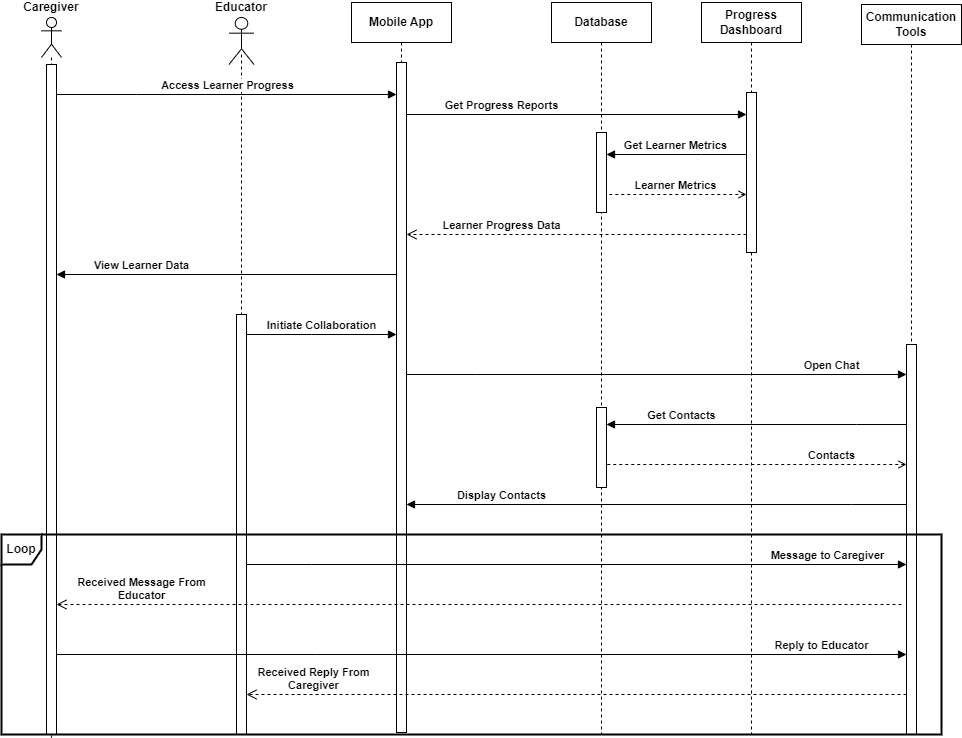 Caregiver
Educator
Mobile App
Database
Progress
Dashboard
Communication
Tools
Access Learner Progress
Get Progress Reports
Get Learner Metrics
Learner Metrics
Learner Progress Data
View Learner Data
Initiate Collaboration
Open Chat
Get Contacts
Contacts
Display Contacts
Loop
Message to Caregiver
Received Message From
Educator
Reply to Educator
Received Reply From
Caregiver